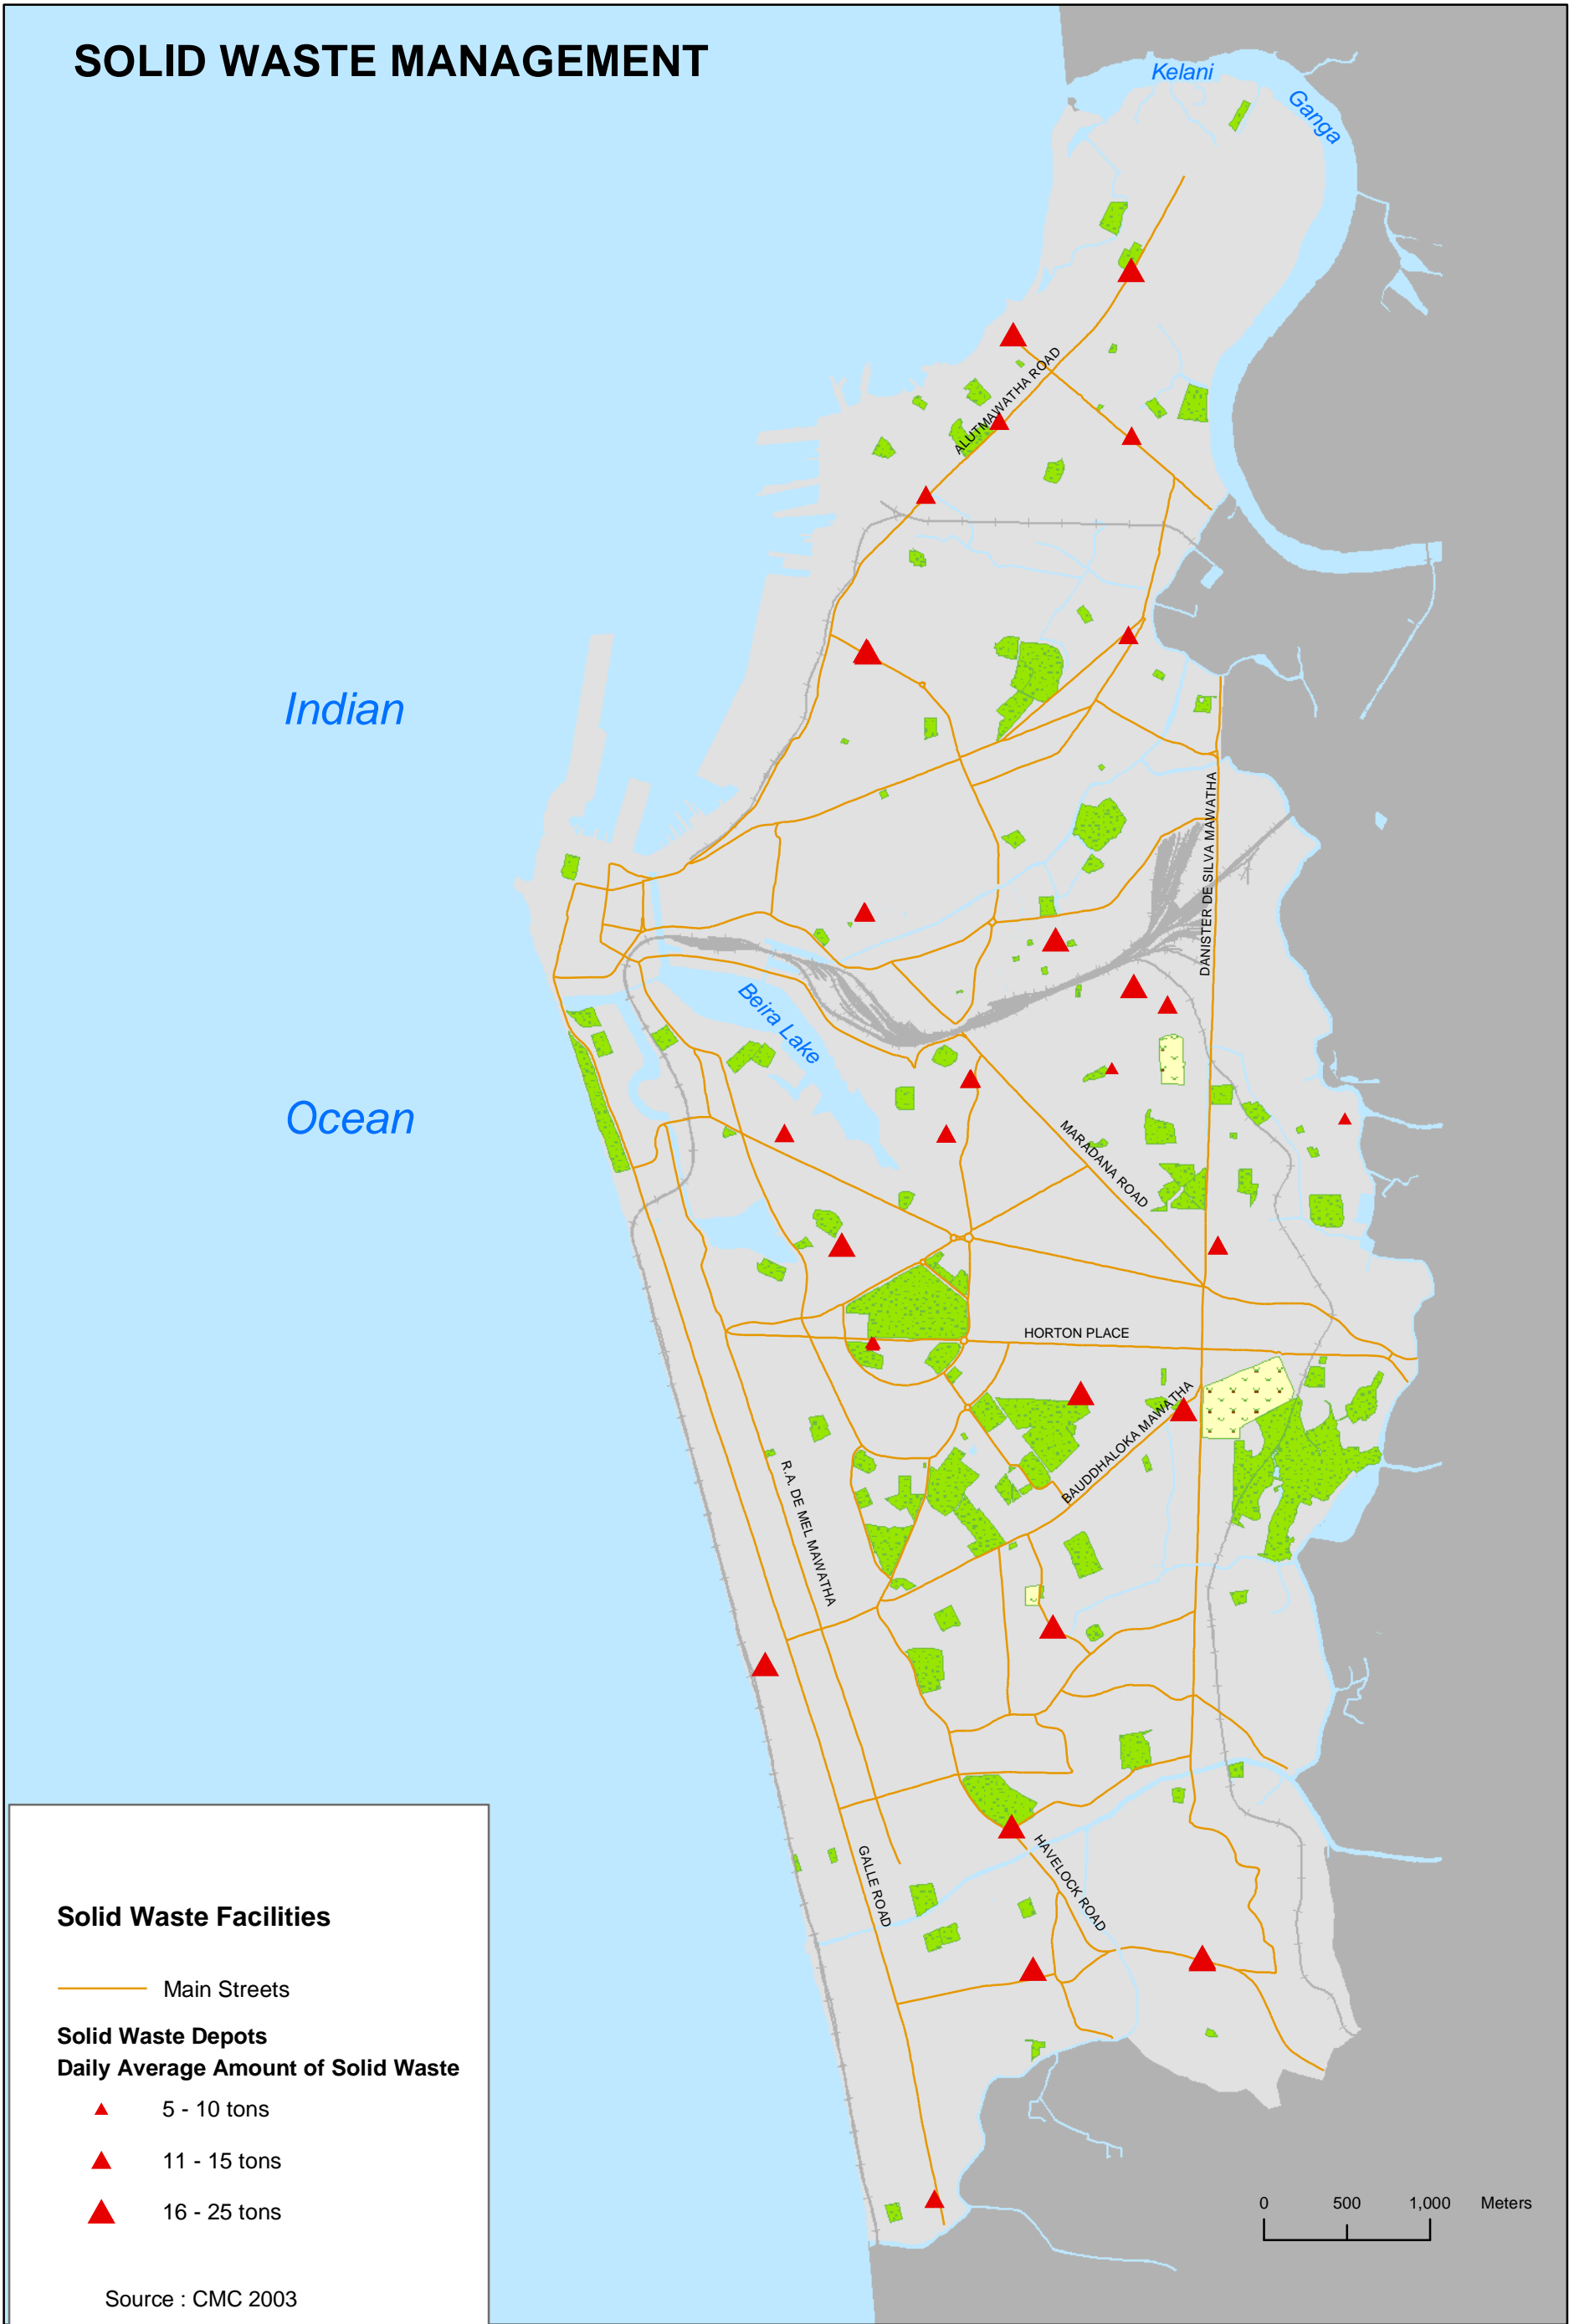 SOLID WASTE MANAGEMENT
Kelani
Ganga
ALUTMAWATHA ROAD
Indian
DANISTER DE SILVA MAWATHA
Beira Lake
Ocean
MARADANA ROAD
HORTON PLACE
BAUDDHALOKA MAWATHA
R.A. DE MEL MAWATHA
GALLE ROAD
HAVELOCK ROAD
Solid Waste Facilities
Main Streets
Solid Waste Depots
Daily Average Amount of Solid Waste
5 - 10 tons
11 - 15 tons
16 - 25 tons
Source : CMC 2003
0 500 1,000 Meters